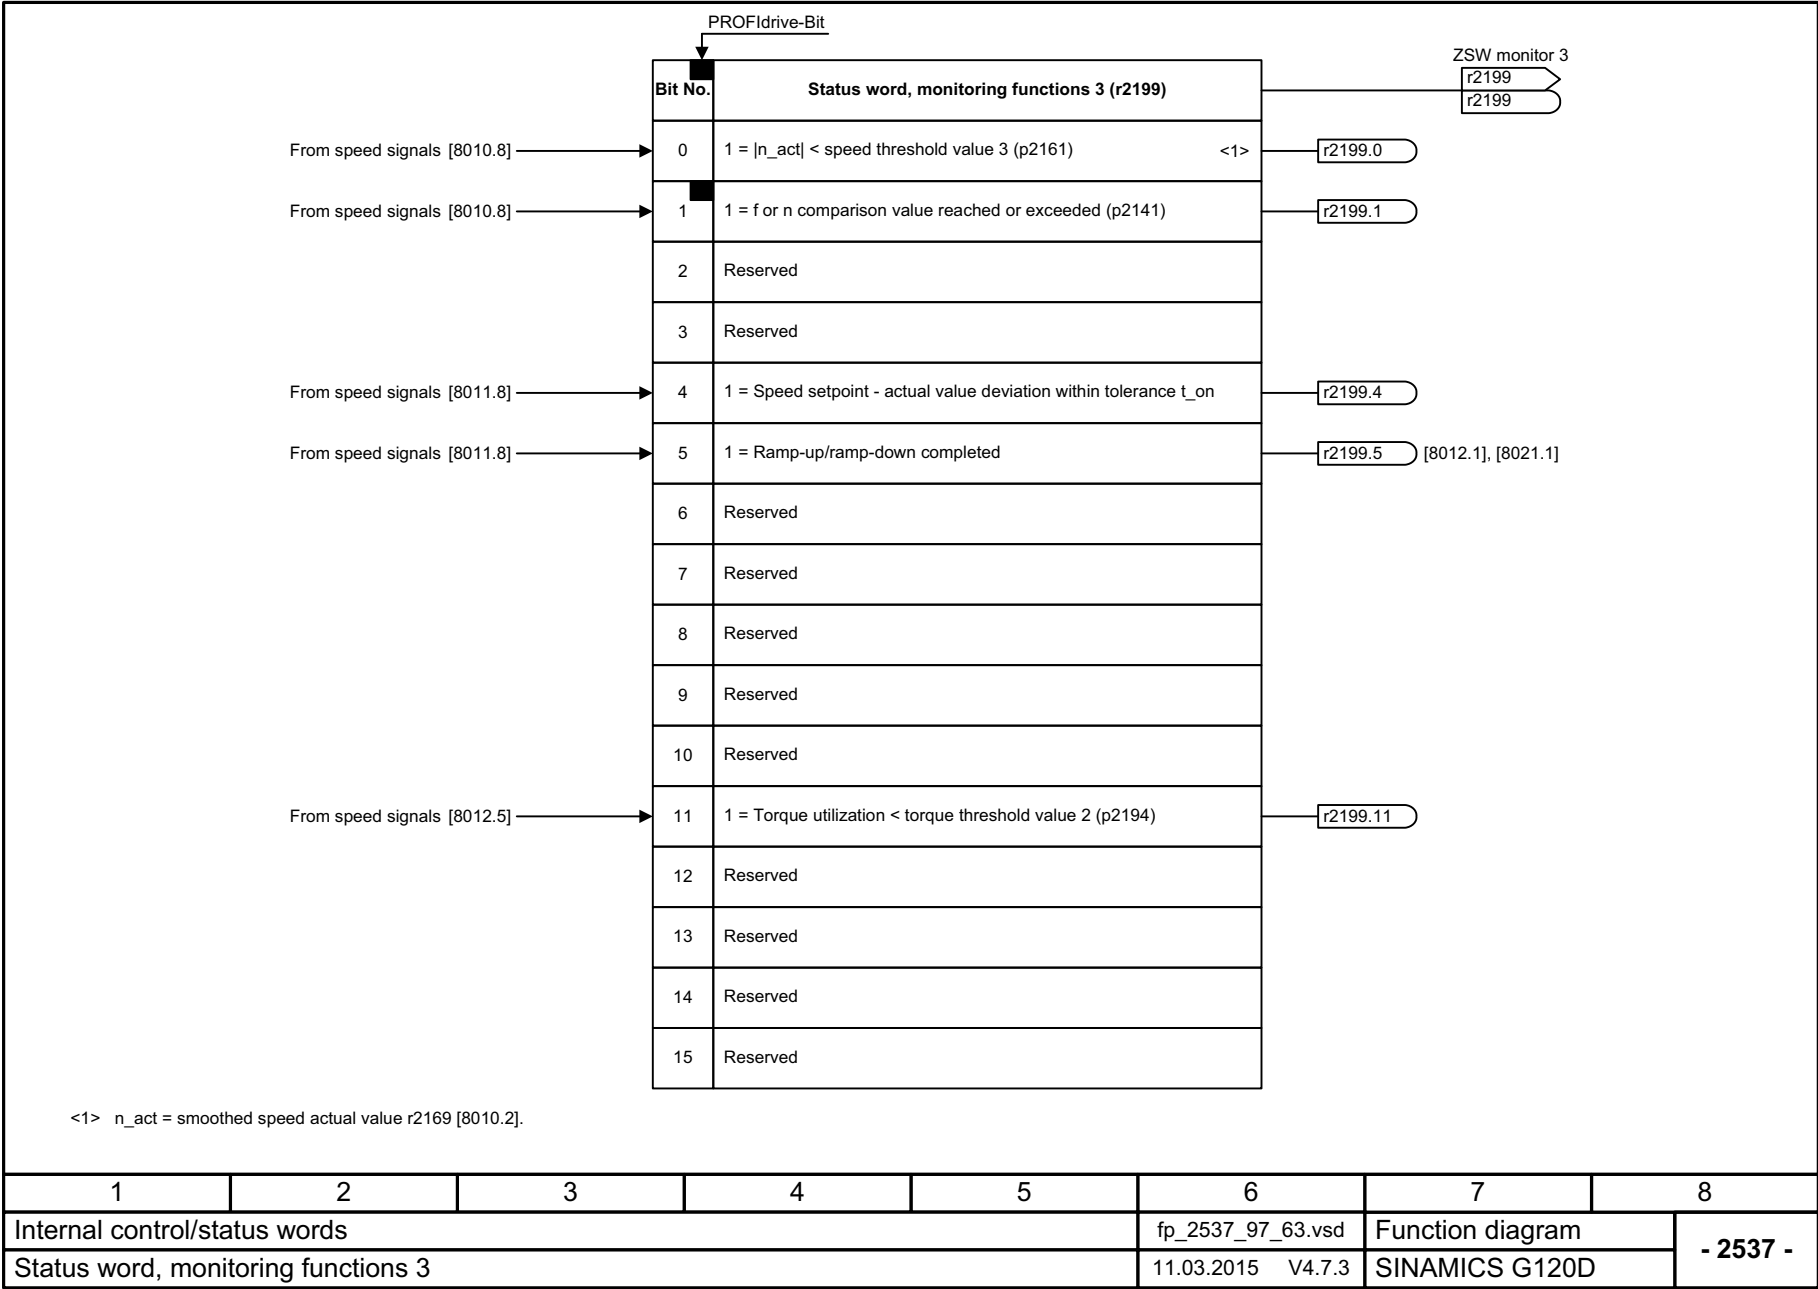 PROFIdrive-Bit
ZSW monitor 3
Bit No. Status word, monitoring functions 3 (r2199) r2199
r2199
From speed signals [8010.8] 0 1 = |n_act| < speed threshold value 3 (p2161) <1> r2199.0
From speed signals [8010.8] 1 1 = f or n comparison value reached or exceeded (p2141) r2199.1
2 Reserved
3 Reserved
From speed signals [8011.8] 4 1 = Speed setpoint - actual value deviation within tolerance t_on r2199.4
From speed signals [8011.8] 5 1 = Ramp-up/ramp-down completed r2199.5 [8012.1], [8021.1]
6 Reserved
7 Reserved
8 Reserved
9 Reserved
10 Reserved
From speed signals [8012.5] 11 1 = Torque utilization < torque threshold value 2 (p2194) r2199.11
12 Reserved
13 Reserved
14 Reserved
15 Reserved
<1> n_act = smoothed speed actual value r2169 [8010.2].
1 2 3 4 5 6 7 8
Internal control/status words fp_2537_97_63.vsd Function diagram - 2537 -
Status word, monitoring functions 3 11.03.2015 V4.7.3 SINAMICS G120D